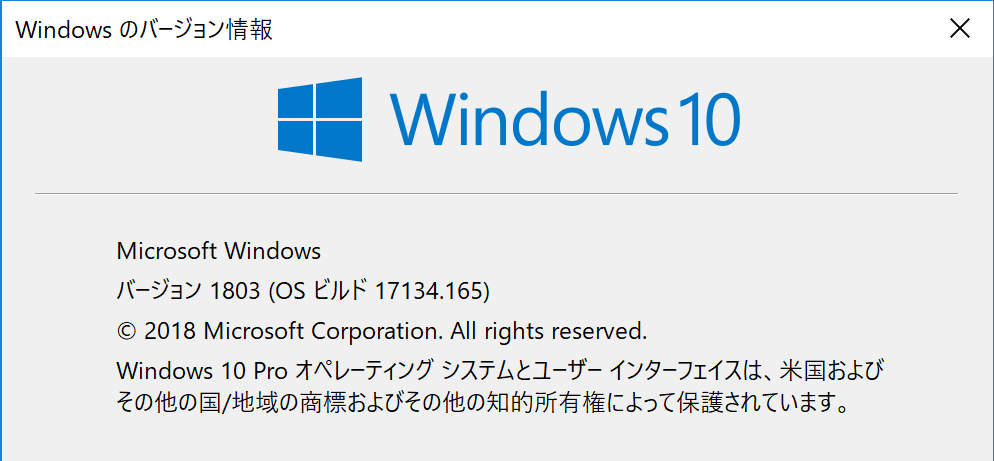 Windows のバージョン情報
Windows 10
Microsoft Windows
バージョン 1803 (OS ビルド 17134.165)
© 2018 Microsoft Corporation. All rights reserved.
Windows 10 Pro オペレーティング システムとユーザー インターフェイスは、米国および
その他の国/地域の商標およびその他の知的所有権によって保護されています。